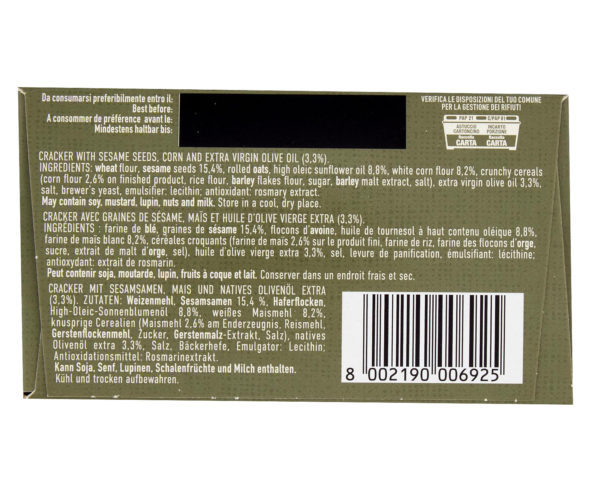 Da consumarsi preferibilmente entro il:
Best before:
A consommer de préférence avant le:
Mindestens haltbar bis:
VERIFICA LE DISPOSIZIONI DEL TUO COMUNE
PER LA GESTIONE DEI RIFIUTI
PAP 21 C/PAP 81
ASTUCCIO INCARTO
CARTONCINO PORZIONE
Raccolta Raccolta
CARTA CARTA
CRACKER WITH SESAME SEEDS, CORN AND EXTRA VIRGIN OLIVE OIL (3,3%).
INGREDIENTS: wheat flour, sesame seeds 15,4%, rolled oats, high oleic sunflower oil 8,8%, white corn flour 8,2%, crunchy cereals
(corn flour 2,6% on finished product, rice flour, barley flakes flour, sugar, barley malt extract, salt), extra virgin olive oil 3,3%,
salt, brewer's yeast, emulsifier: lecithin; antioxidant: rosmary extract.
May contain soy, mustard, lupin, nuts and milk. Store in a cool, dry place.
CRACKER AVEC GRAINES DE SÉSAME, MAÏS ET HUILE D'OLIVE VIERGE EXTRA (3,3%).
INGRÉDIENTS : farine de blé, graines de sésame 15,4%, flocons d'avoine, huile de tournesol à haut contenu oléique 8,8%,
farine de maïs blanc 8,2%, céréales croquants (farine de maïs 2,6% sur le produit fini, farine de riz, farine des flocons d'orge,
sucre, extrait de malt d'orge, sel). huile d'olive vierge extra 3,3%, sel, levure de panification, émulsifiant: lécithine;
antioxydant: extrait de rosmarin.
Peut contenir soja, moutarde, lupin, fruits à coque et lait. Conserver dans un endroit frais et sec.
CRACKER MIT SESAMSAMEN, MAIS UND NATIVES OLIVENÖL EXTRA
(3,3%). ZUTATEN: Weizenmehl, Sesamsamen 15,4 %, Haferflocken,
High-Oleic-Sonnenblumenöl 8,8%, weißes Maismehl 8,2%,
knusprige Cerealien (Maismehl 2,6% am Enderzeugnis, Reismehl,
Gerstenflockenmehl, Zucker, Gerstenmalz-Extrakt, Salz), natives
Olivenöl extra 3,3%, Salz, Bäckerhefe, Emulgator: Lecithin;
Antioxidationsmittel: Rosmarinextrakt.
Kann Soja, Senf, Lupinen, Schalenfrüchte und Milch enthalten.
Kühl und trocken aufbewahren.
8 002190 006925